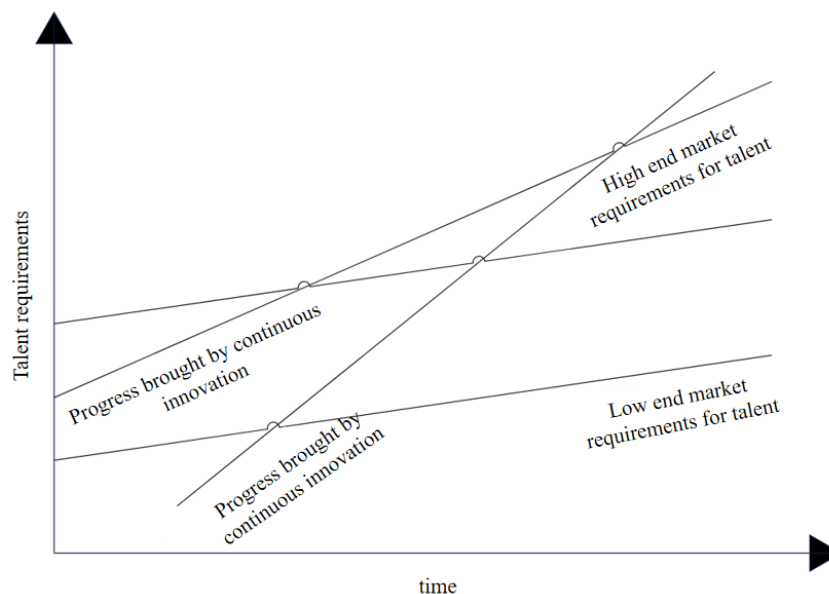 High end market
requirements for talent
Talent requirements
Progress brought by continuous
innovation
Low end market
requirements for talent
Progress brought by
continuous innovation
time